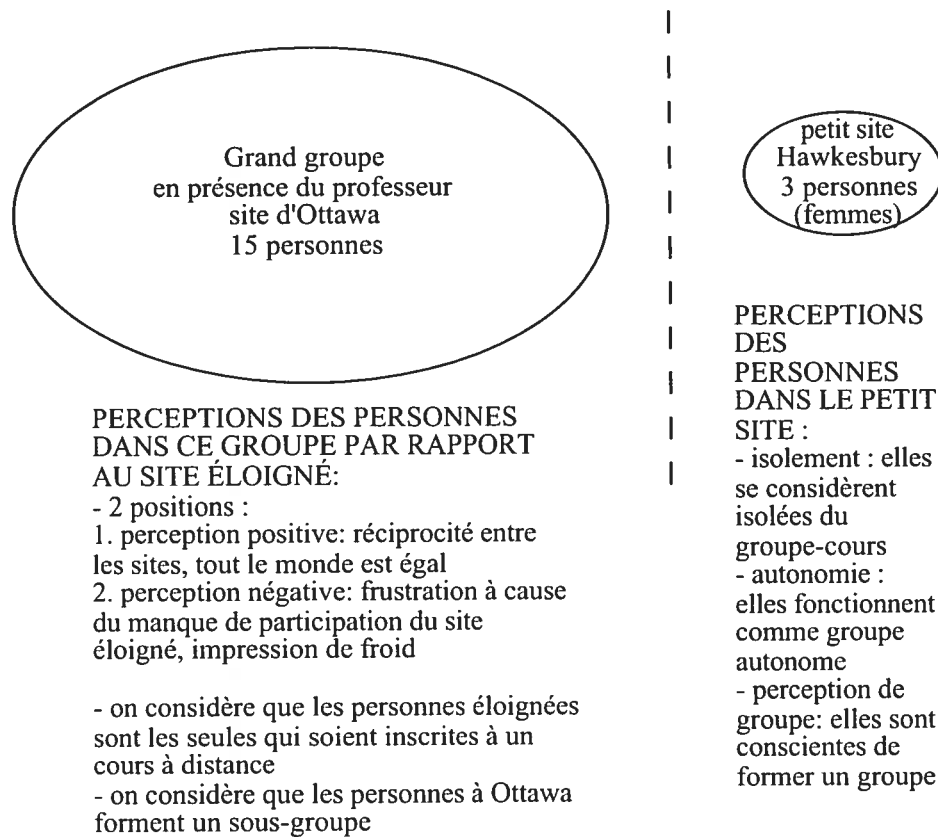 Grand groupe
en présence du professeur
site d'Ottawa
15 personnes
PERCEPTIONS DES PERSONNES
DANS CE GROUPE PAR RAPPORT
AU SITE ÉLOIGNÉ:
- 2 positions :
1. perception positive: réciprocité entre
les sites, tout le monde est égal
2. perception négative: frustration à cause
du manque de participation du site
éloigné, impression de froid
- on considère que les personnes éloignées
sont les seules qui soient inscrites à un
cours à distance
- on considère que les personnes à Ottawa
forment un sous-groupe
petit site
Hawkesbury
3 personnes
(femmes)
PERCEPTIONS
DES
PERSONNES
DANS LE PETIT
SITE :
- isolement : elles
se considèrent
isolées du
groupe-cours
- autonomie :
elles fonctionnent
comme groupe
autonome
- perception de
groupe: elles sont
conscientes de
former un groupe